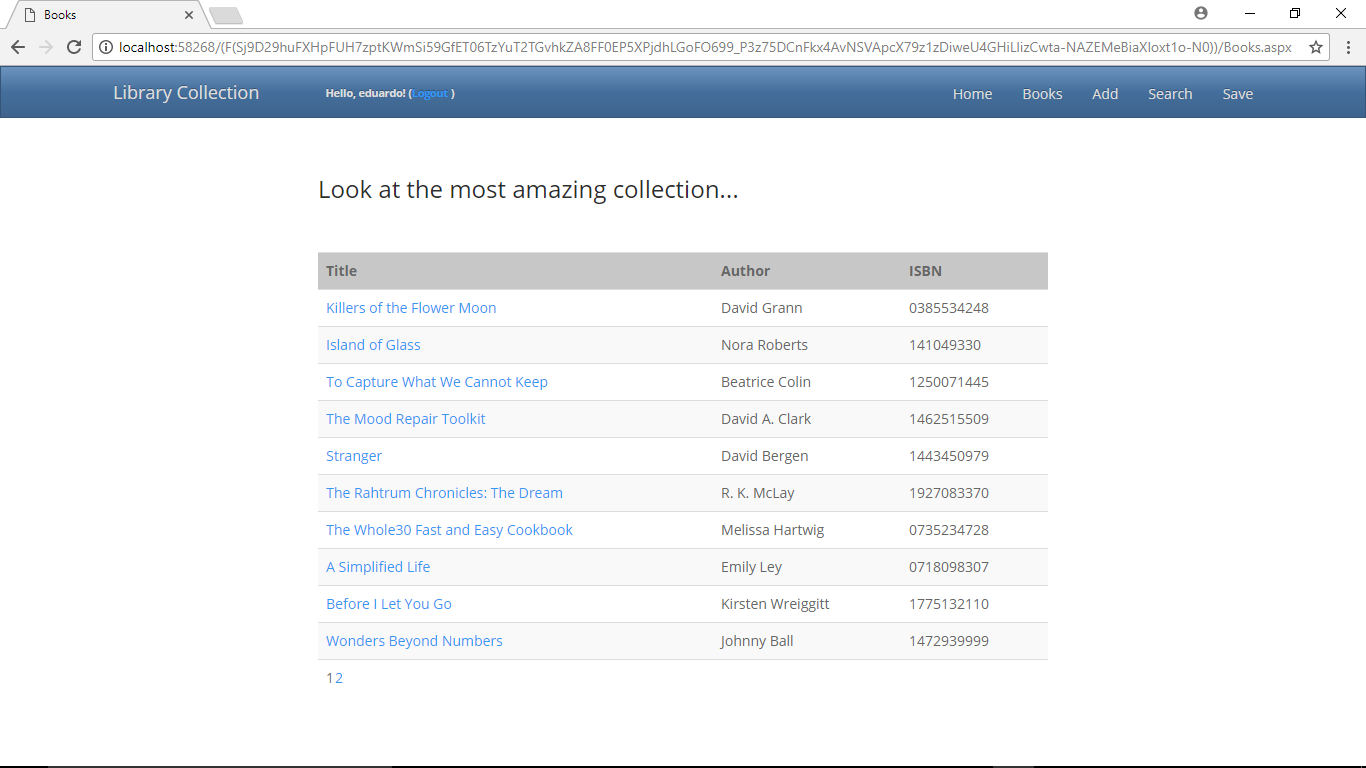 Books
localhost:58268/(F(Sj9D29huFXHpFUH7zptKWmSi59GfET06TzYuT2TGvhkZA8FF0EP5XPjdhLGoFO699_P3z75DCnFkx4AvNSVApcX79z1zDiweU4GHiLIizCwta-NAZEMeBiaXloxt1o-N0))/Books.aspx
Library Collection Hello, eduardo! (Logout ) Home Books Add Search Save
Look at the most amazing collection...
Title Author ISBN
Killers of the Flower Moon David Grann 0385534248
Island of Glass Nora Roberts 141049330
To Capture What We Cannot Keep Beatrice Colin 1250071445
The Mood Repair Toolkit David A. Clark 1462515509
Stranger David Bergen 1443450979
The Rahtrum Chronicles: The Dream R. K. McLay 1927083370
The Whole30 Fast and Easy Cookbook Melissa Hartwig 0735234728
A Simplified Life Emily Ley 0718098307
Before I Let You Go Kirsten Wreiggitt 1775132110
Wonders Beyond Numbers Johnny Ball 1472939999
12